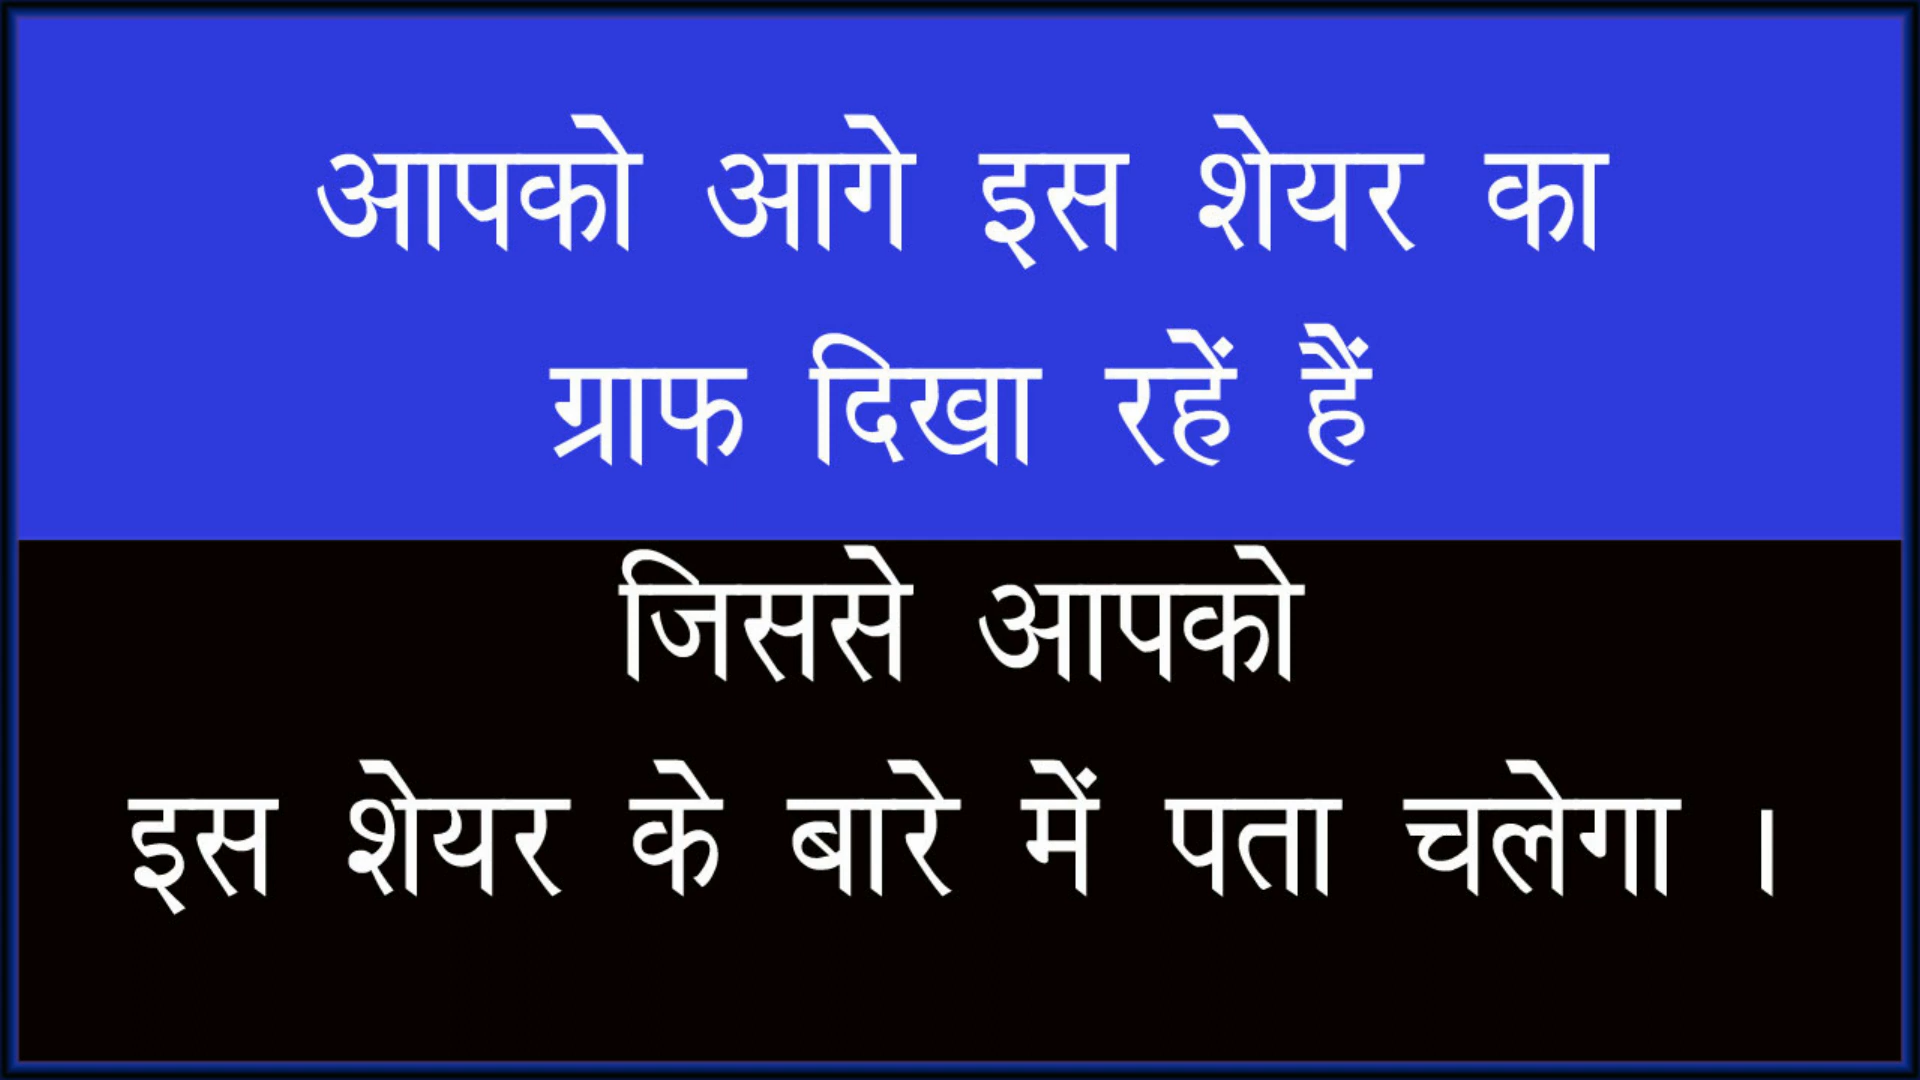 आपको आगे इस शेयर का
ग्राफ दिखा रहें हैं
जिससे आपको
इस शेयर के बारे में पता चलेगा ।